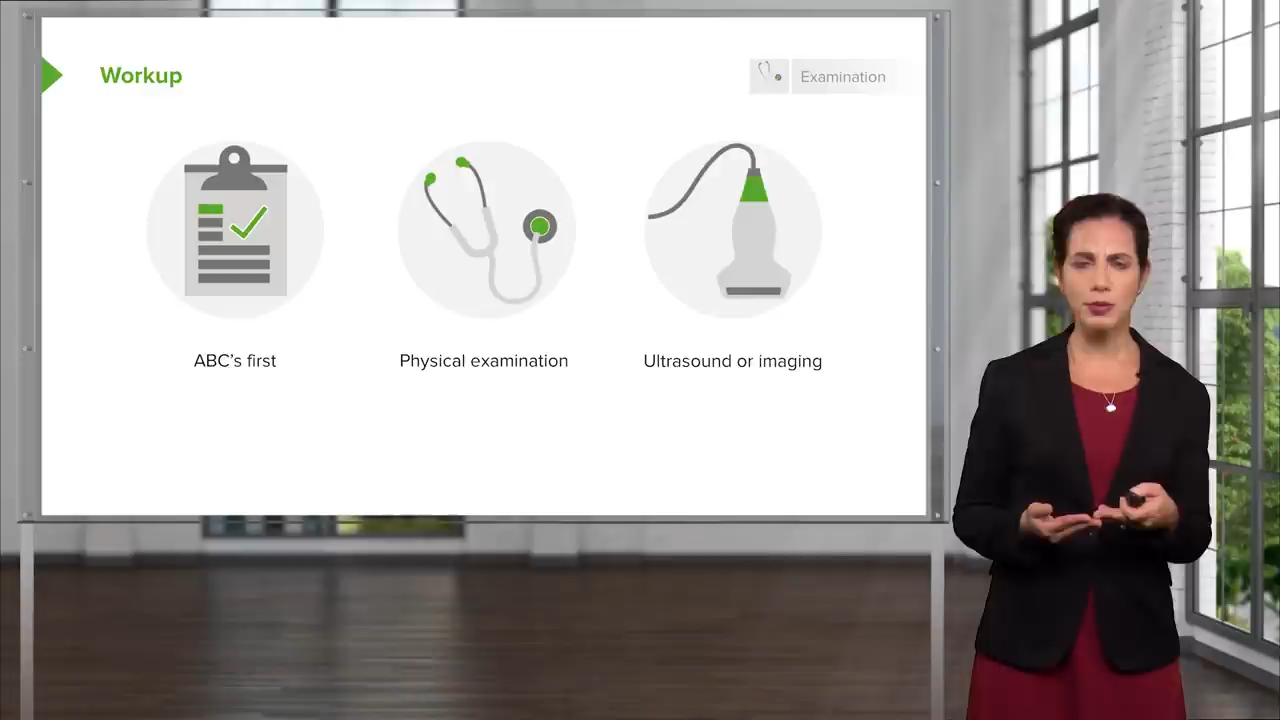 Workup
Examination
ABC's first
Physical examination
Ultrasound or imaging